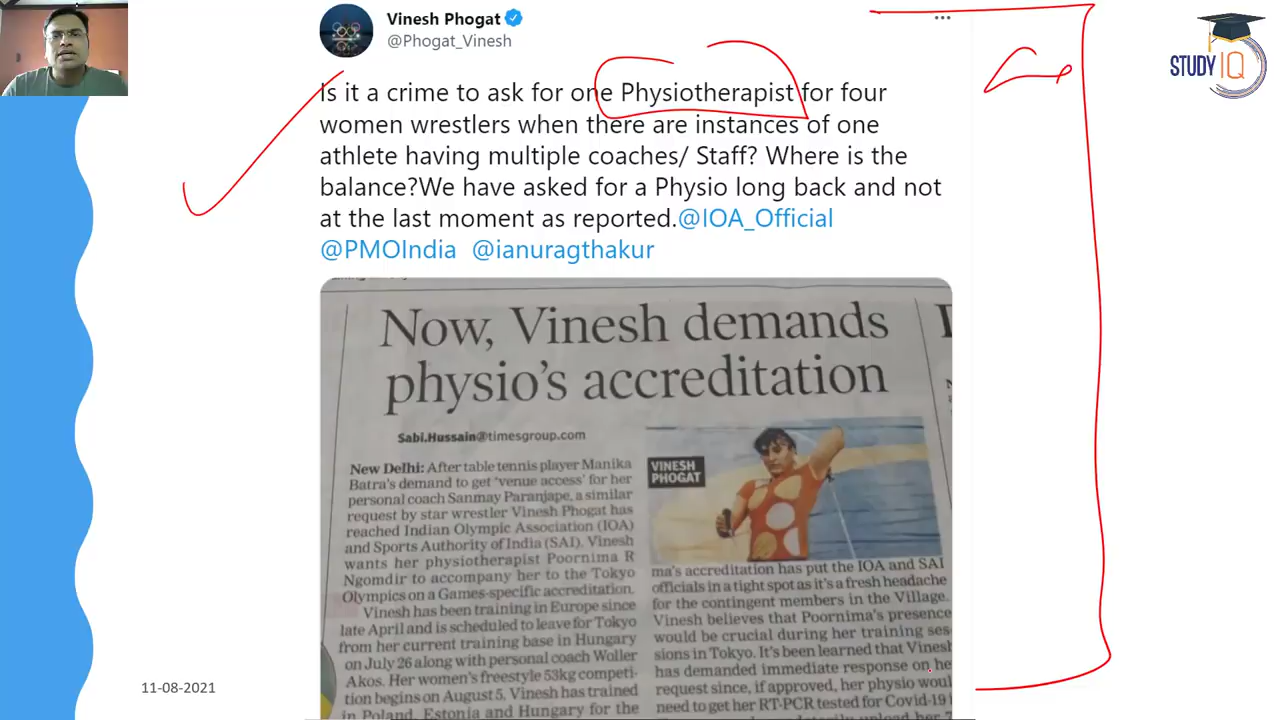 Vinesh Phogat
@Phogat_Vinesh
STUDY IQ
Is it a crime to ask for one Physiotherapist for four
women wrestlers when there are instances of one
athlete having multiple coaches/ Staff? Where is the
balance?We have asked for a Physio long back and not
at the last moment as reported.@IOA_Official
@PMOIndia @ianuragthakur
Now, Vinesh demands
physio's accreditation
Sabi.Hussain@timesgroup.com
New Delhi: After table tennis player Manika
Batra's demand to get 'venue access' for her
personal coach Sanmay Paranjape, a similar
request by star wrestler Vinesh Phogat has
reached Indian Olympic Association (IOA)
and Sports Authority of India (SAI). Vinesh
wants her physiotherapist Poornima R
Ngomdir to accompany her to the Tokyo
Olympics on a Games-specific accreditation.
Vinesh has been training in Europe since
late April and is scheduled to leave for Tokyo
from her current training base in Hungary
on July 26 along with personal coach Woller
Akos. Her women's freestyle 53kg competi-
tion begins on August 5. Vinesh has trained
in Poland, Estonia and Hungary for the
VINESH
PHOGAT
ma's accreditation has put the IOA and SAI
officials in a tight spot as it's a fresh headache
for the contingent members in the Village.
Vinesh believes that Poornima's presence
would be crucial during her training ses-
sions in Tokyo. It's been learned that Vinesh
has demanded immediate response on he
request since, if approved, her physio woul
need to get her RT-PCR tested for Covid-19
11-08-2021